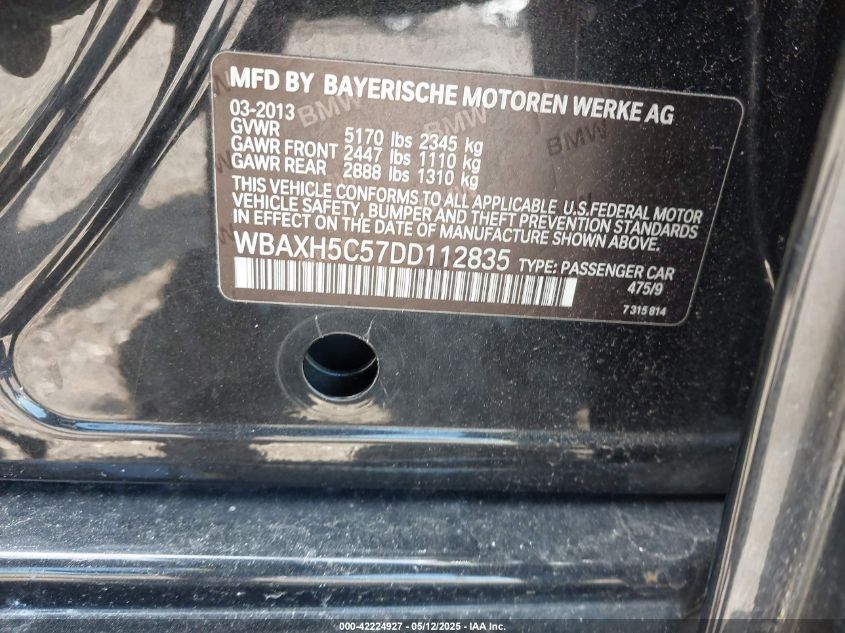 MFD BY BAYERISCHE MOTOREN WERKE AG
03-2013
GVWR 5170 lbs 2345 kg
GAWR FRONT 2447 lbs 1110 kg
GAWR REAR 2888 lbs 1310 kg
THIS VEHICLE CONFORMS TO ALL APPLICABLE U.S.FEDERAL MOTOR
VEHICLE SAFETY, BUMPER AND THEFT PREVENTION STANDARDS
IN EFFECT ON THE DATE OF MANUFACTURE SHOWN ABOVE.
WBAXH5C57DD112835 TYPE: PASSENGER CAR
475/9
7 315 814
000-42224927 - 05/12/2025 - IAA Inc.